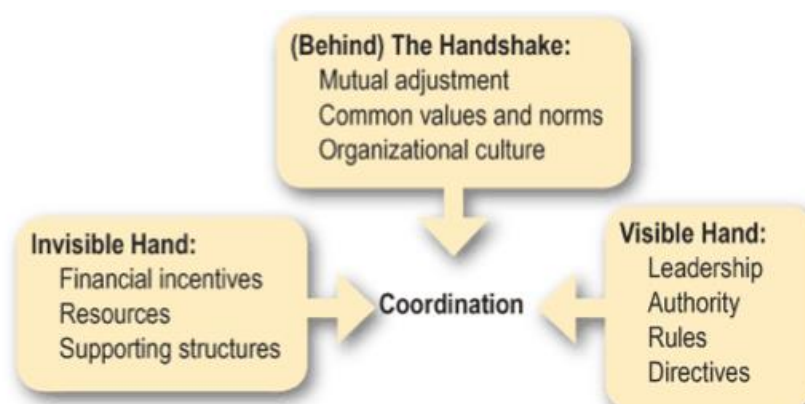 (Behind) The Handshake:
Mutual adjustment
Common values and norms
Organizational culture
Invisible Hand:
Financial incentives
Resources
Supporting structures
Coordination
Visible Hand:
Leadership
Authority
Rules
Directives